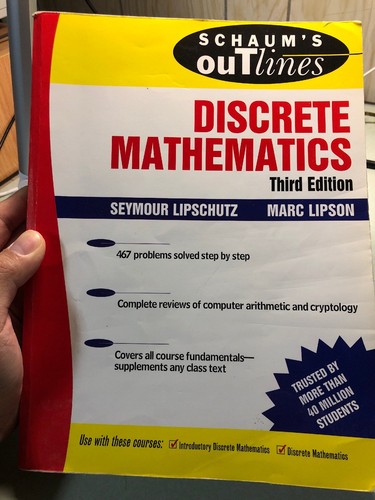 SCHAUM'S
ouTlines
DISCRETE
MATHEMATICS
Third Edition
SEYMOUR LIPSCHUTZ MARC LIPSON
467 problems solved step by step
Complete reviews of computer arithmetic and cryptology
Covers all course fundamentals—
supplements any class text
TRUSTED BY
MORE THAN
40 MILLION
STUDENTS
Use with these courses: Introductory Discrete Mathematics Discrete Mathematics